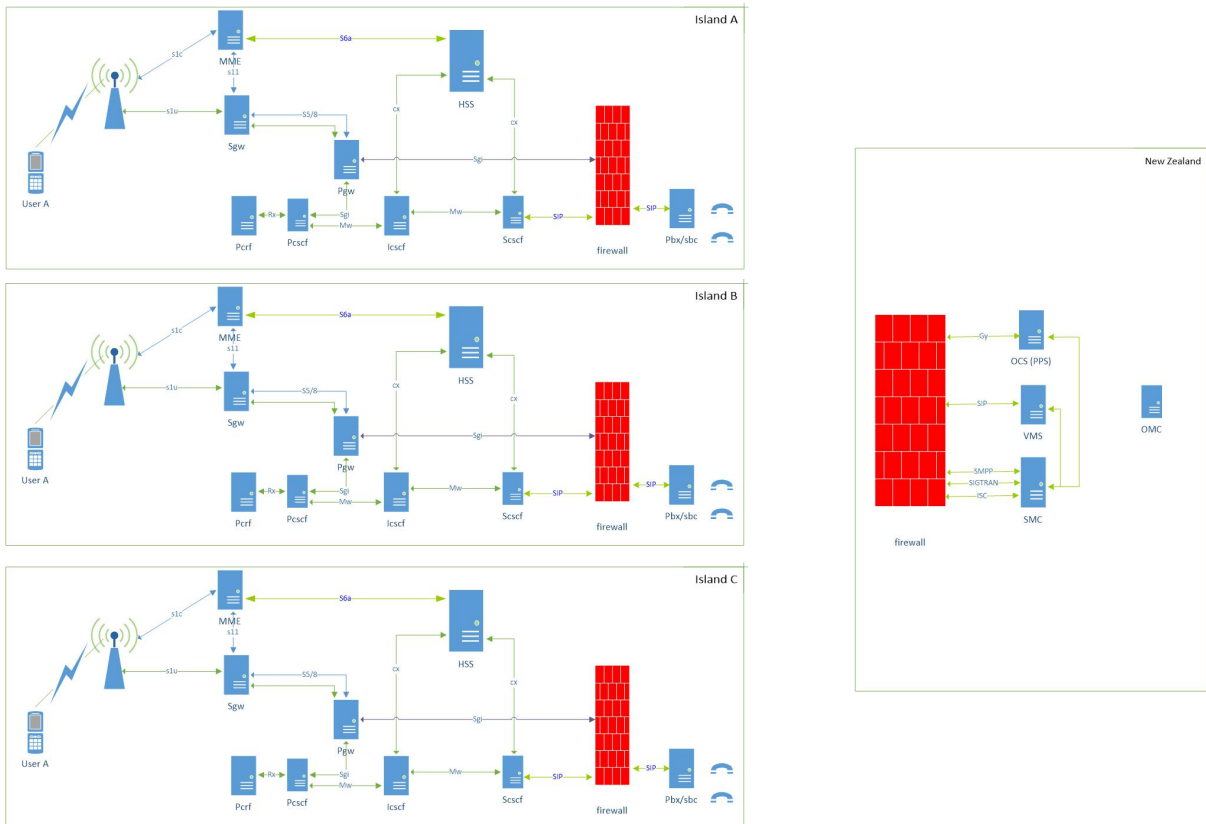 Island A
MME
S6a
s1c
s11
HSS
cx
cx
s1u
S5/8
Sgw
Pgw
Sgi
User A
Rx
Sgi
Mw
Mw
SIP
SIP
Pcrf
Pcscf
Icscf
Scscf
firewall
Pbx/sbc
Island B
MME
S6a
s1c
s11
HSS
cx
cx
s1u
S5/8
Sgw
Pgw
Sgi
User A
Rx
Sgi
Mw
Mw
SIP
SIP
Pcrf
Pcscf
Icscf
Scscf
firewall
Pbx/sbc
Island C
MME
S6a
s1c
s11
HSS
cx
cx
s1u
S5/8
Sgw
Pgw
Sgi
User A
Rx
Sgi
Mw
Mw
SIP
SIP
Pcrf
Pcscf
Icscf
Scscf
firewall
Pbx/sbc
New Zealand
Gy
OCS (PPS)
SIP
VMS
OMC
SMPP
SIGTRAN
ISC
SMC
firewall